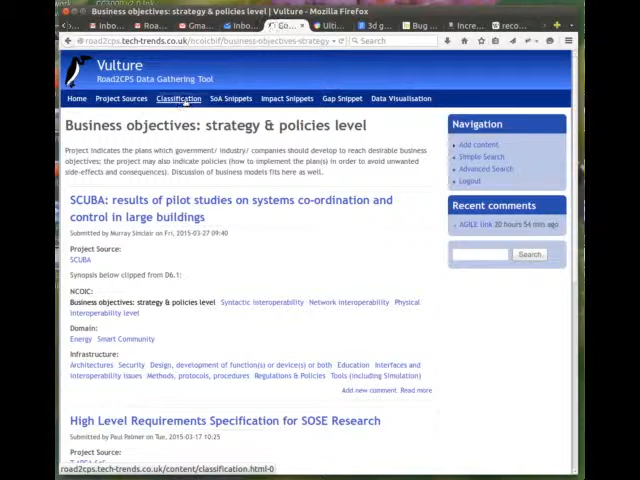 Business objectives: strategy & policies level | Vulture - Mozilla Firefox
Inbo... Roa... Gma... Inbo... Go... Ulti... 3d g... Bug ... Incre... reco...
road2cps.tech-trends.co.uk/ncoicbif/business-objectives-strategy Search
Vulture
Road2CPS Data Gathering Tool
Home Project Sources Classification SoA Snippets Impact Snippets Gap Snippet Data Visualisation
Business objectives: strategy & policies level
Project indicates the plans which government/ industry/ companies should develop to reach desirable business
objectives; the project may also indicate policies (how to implement the plan(s) in order to avoid unwanted
side-effects and consequences). Discussion of business models fits here as well.
SCUBA: results of pilot studies on systems co-ordination and
control in large buildings
Submitted by Murray Sinclair on Fri, 2015-03-27 09:40
Project Source:
SCUBA
Synopsis below clipped from D6.1:
NCOIC:
Business objectives: strategy & policies level Syntactic interoperability Network interoperability Physical
interoperability level
Domain:
Energy Smart Community
Infrastructure:
Architectures Security Design, development of function(s) or device(s) or both Education Interfaces and
interoperability issues Methods, protocols, procedures Regulations & Policies Tools (including Simulation)
Add new comment Read more
High Level Requirements Specification for SOSE Research
Submitted by Paul Palmer on Tue, 2015-03-17 10:25
Project Source:
road2cps.tech-trends.co.uk/content/classification.html-0
Navigation
Add content
Simple Search
Advanced Search
Logout
Recent comments
AGILE link 20 hours 54 min ago
Search